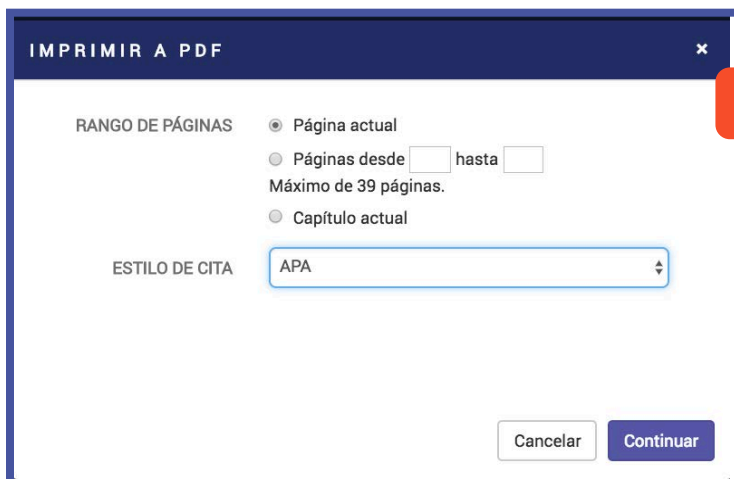 IMPRIMIR A PDF ×
RANGO DE PÁGINAS Página actual
Páginas desde hasta
Máximo de 39 páginas.
Capítulo actual
ESTILO DE CITA APA
Cancelar Continuar